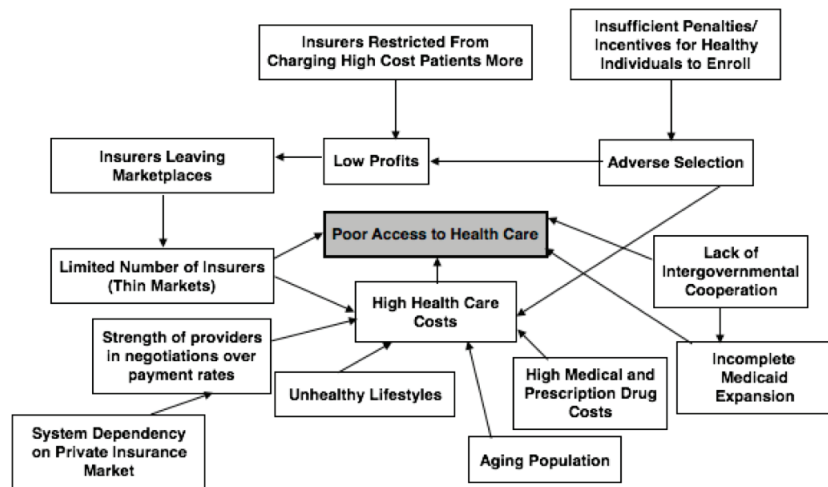 Insurers Restricted From
Charging High Cost Patients More
Insufficient Penalties/
Incentives for Healthy
Individuals to Enroll
Insurers Leaving
Marketplaces
Low Profits
Adverse Selection
Poor Access to Health Care
Limited Number of Insurers
(Thin Markets)
Lack of
Intergovernmental
Cooperation
High Health Care
Costs
Strength of providers
in negotiations over
payment rates
Unhealthy Lifestyles
High Medical and
Prescription Drug
Costs
Incomplete
Medicaid
Expansion
System Dependency
on Private Insurance
Market
Aging Population